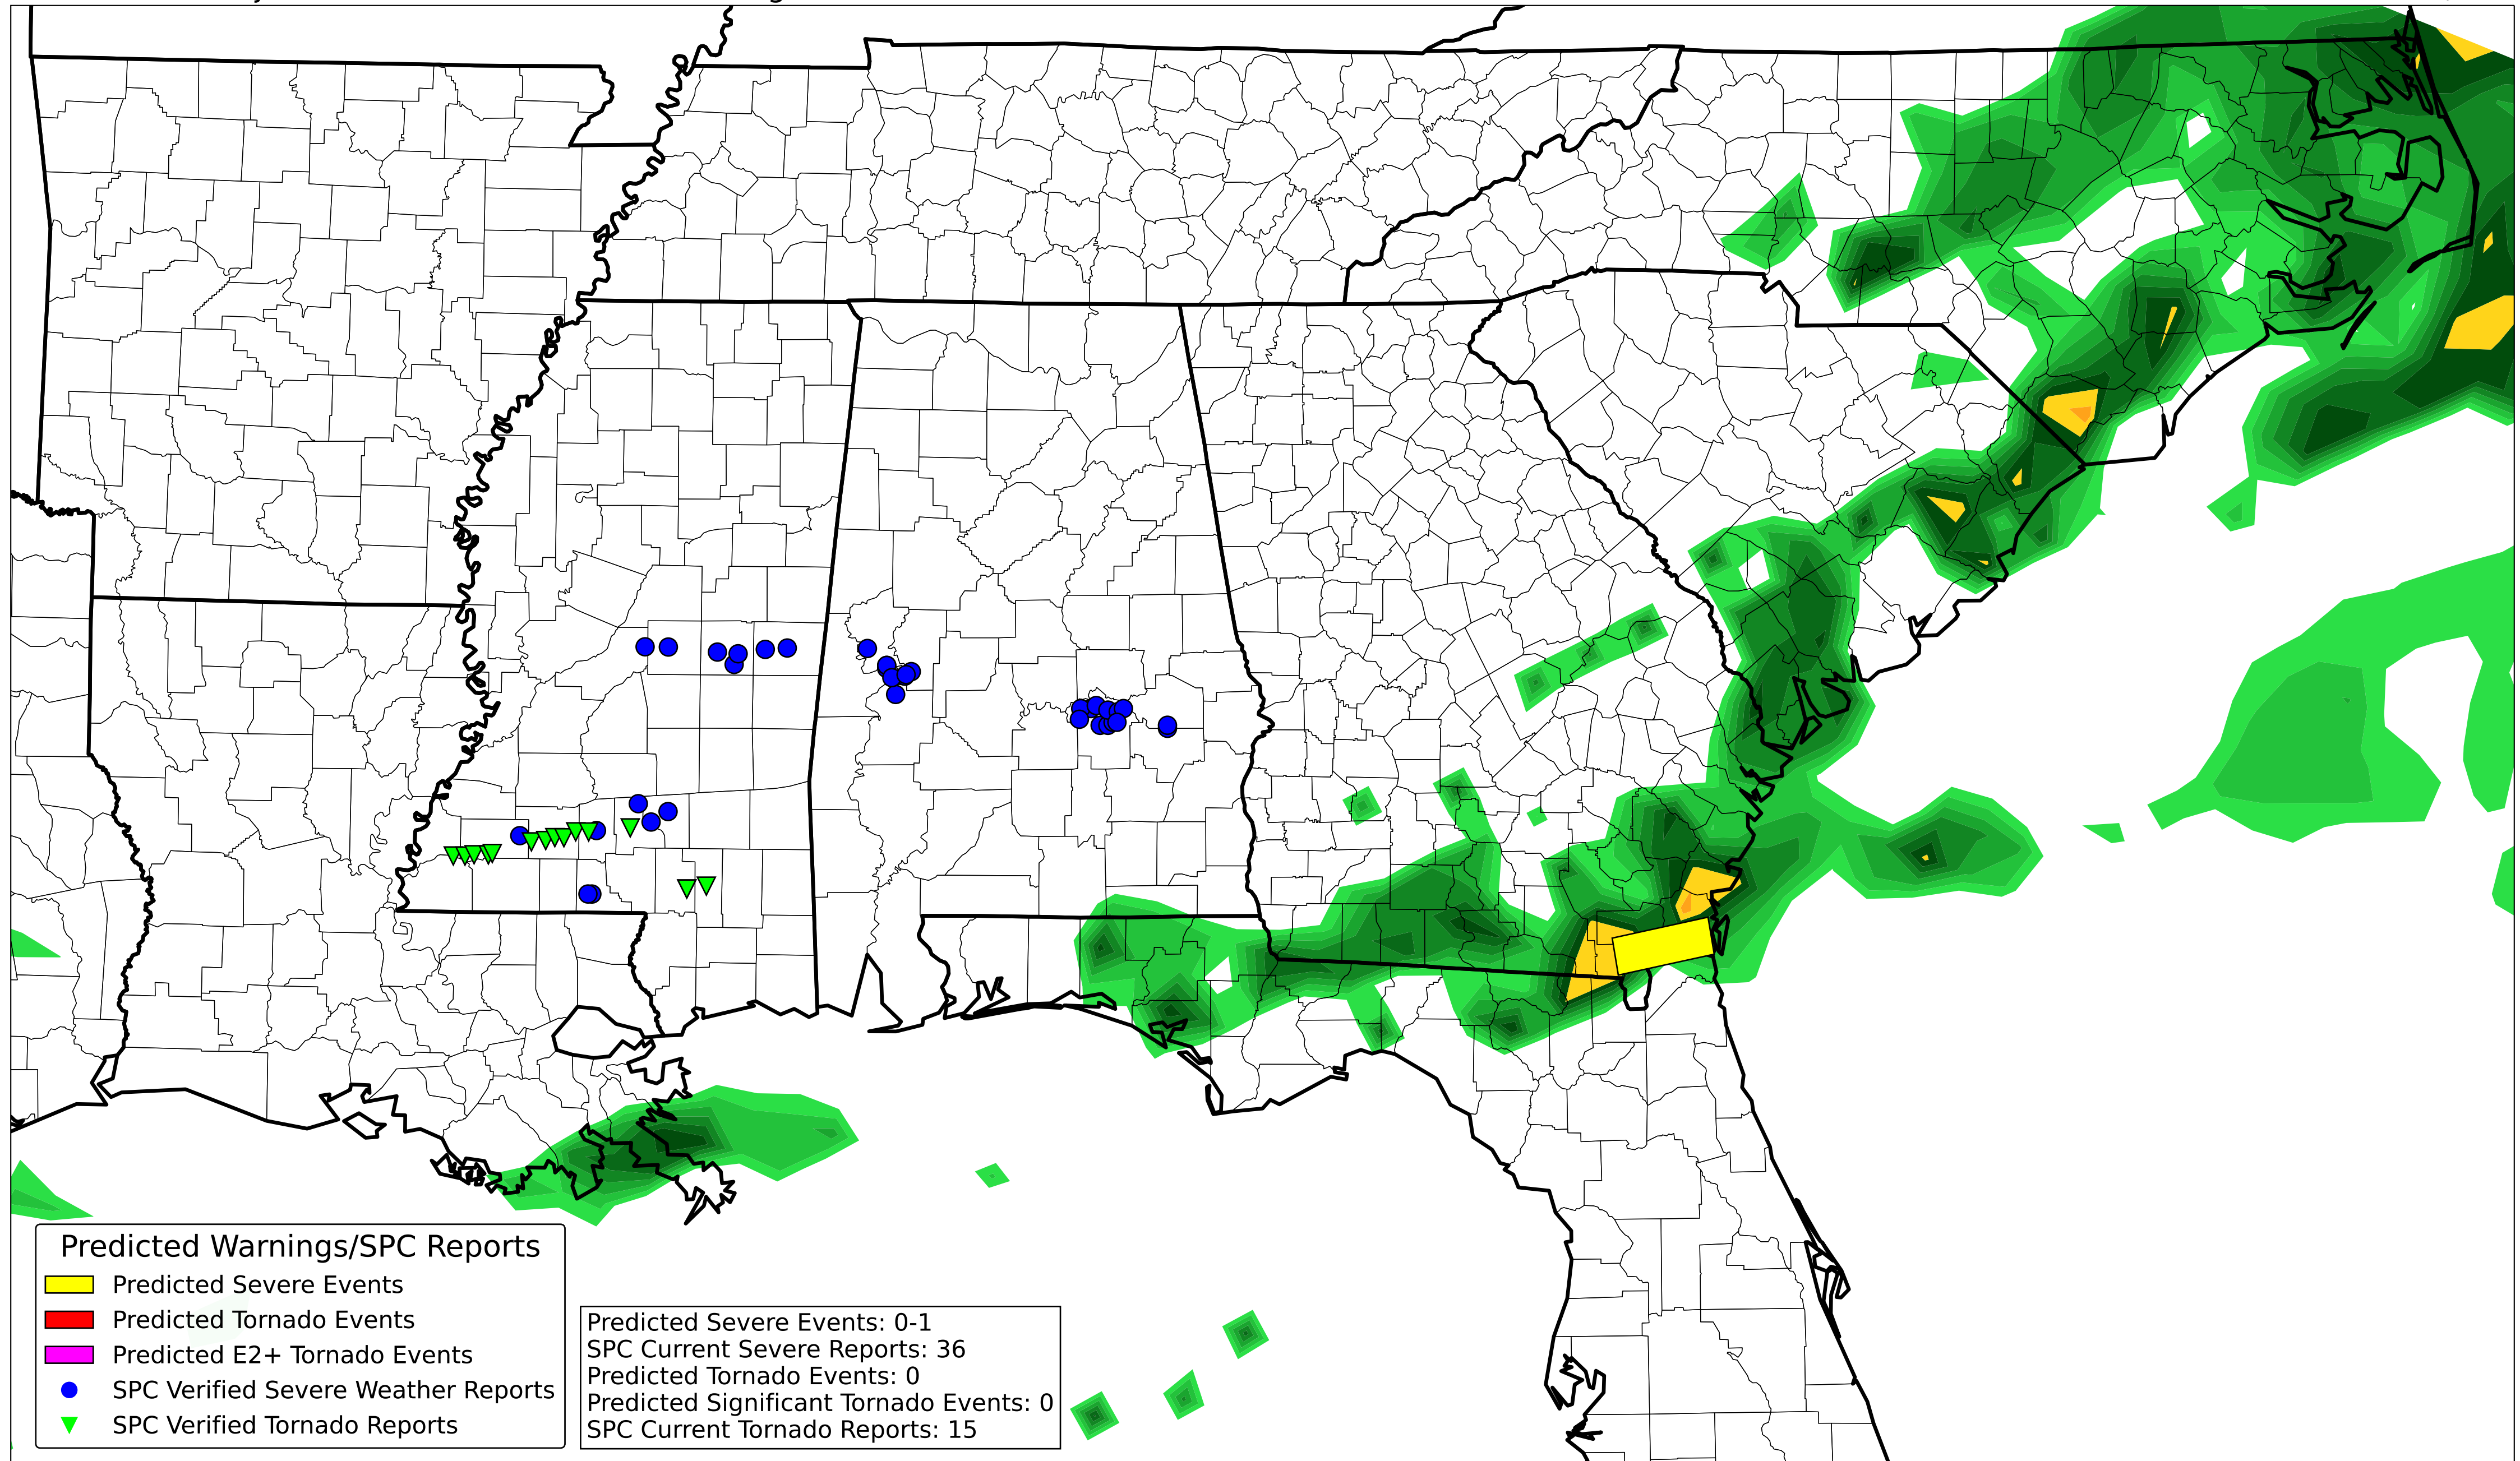 Predicted Warnings/SPC Reports
Predicted Severe Events
Predicted Tornado Events
Predicted E2+ Tornado Events
SPC Verified Severe Weather Reports
SPC Verified Tornado Reports
Predicted Severe Events: 0-1
SPC Current Severe Reports: 36
Predicted Tornado Events: 0
Predicted Significant Tornado Events: 0
SPC Current Tornado Reports: 15